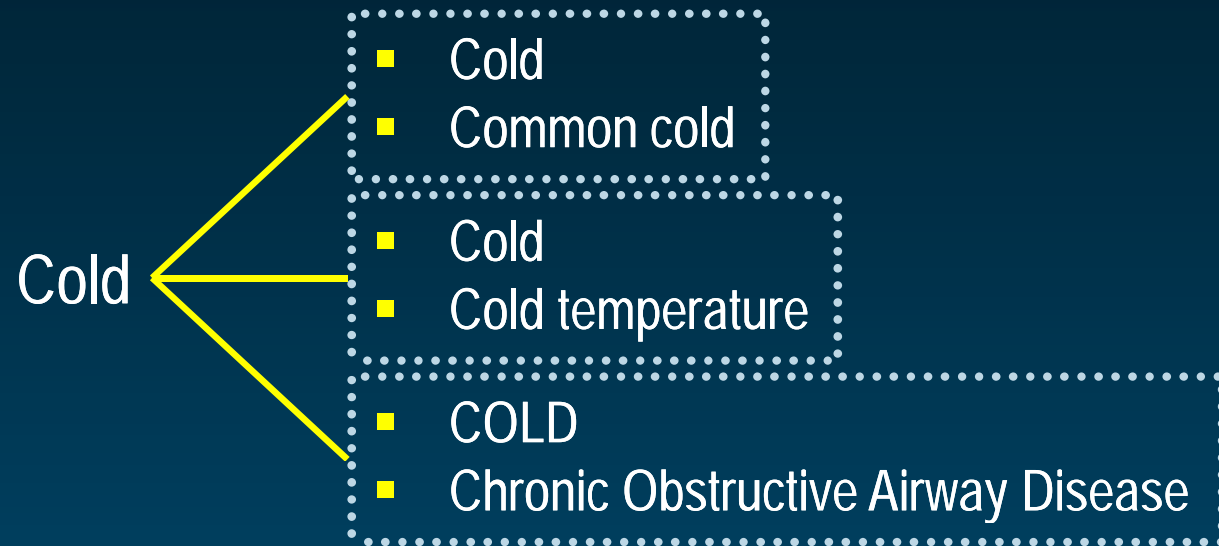 Cold
Common cold
Cold
Cold
Cold temperature
COLD
Chronic Obstructive Airway Disease